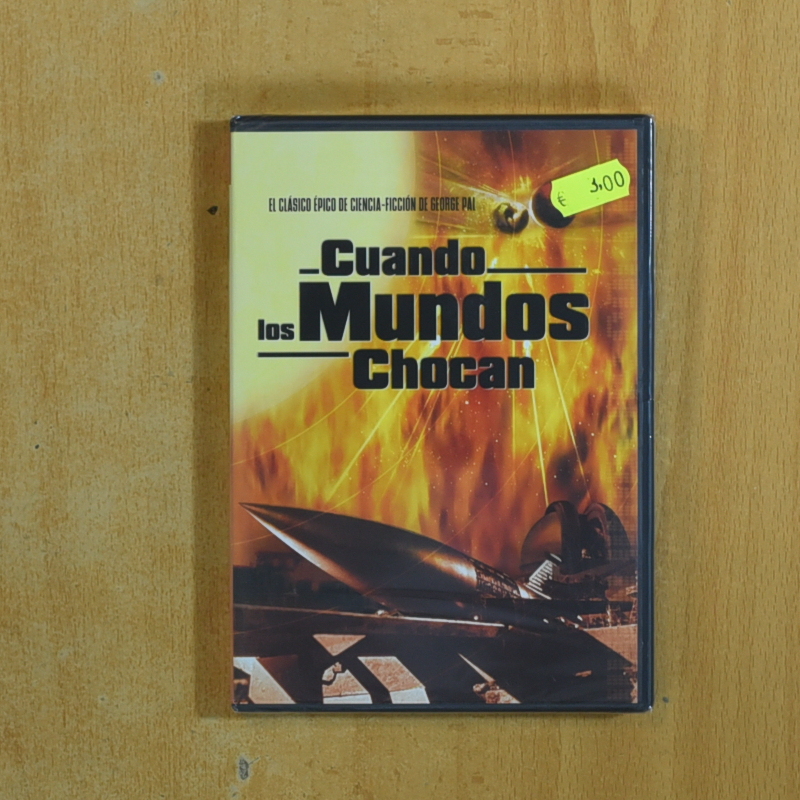 € 3,00
EL CLÁSICO ÉPICO DE CIENCIA-FICCIÓN DE GEORGE PAL
Cuando
los Mundos
Chocan